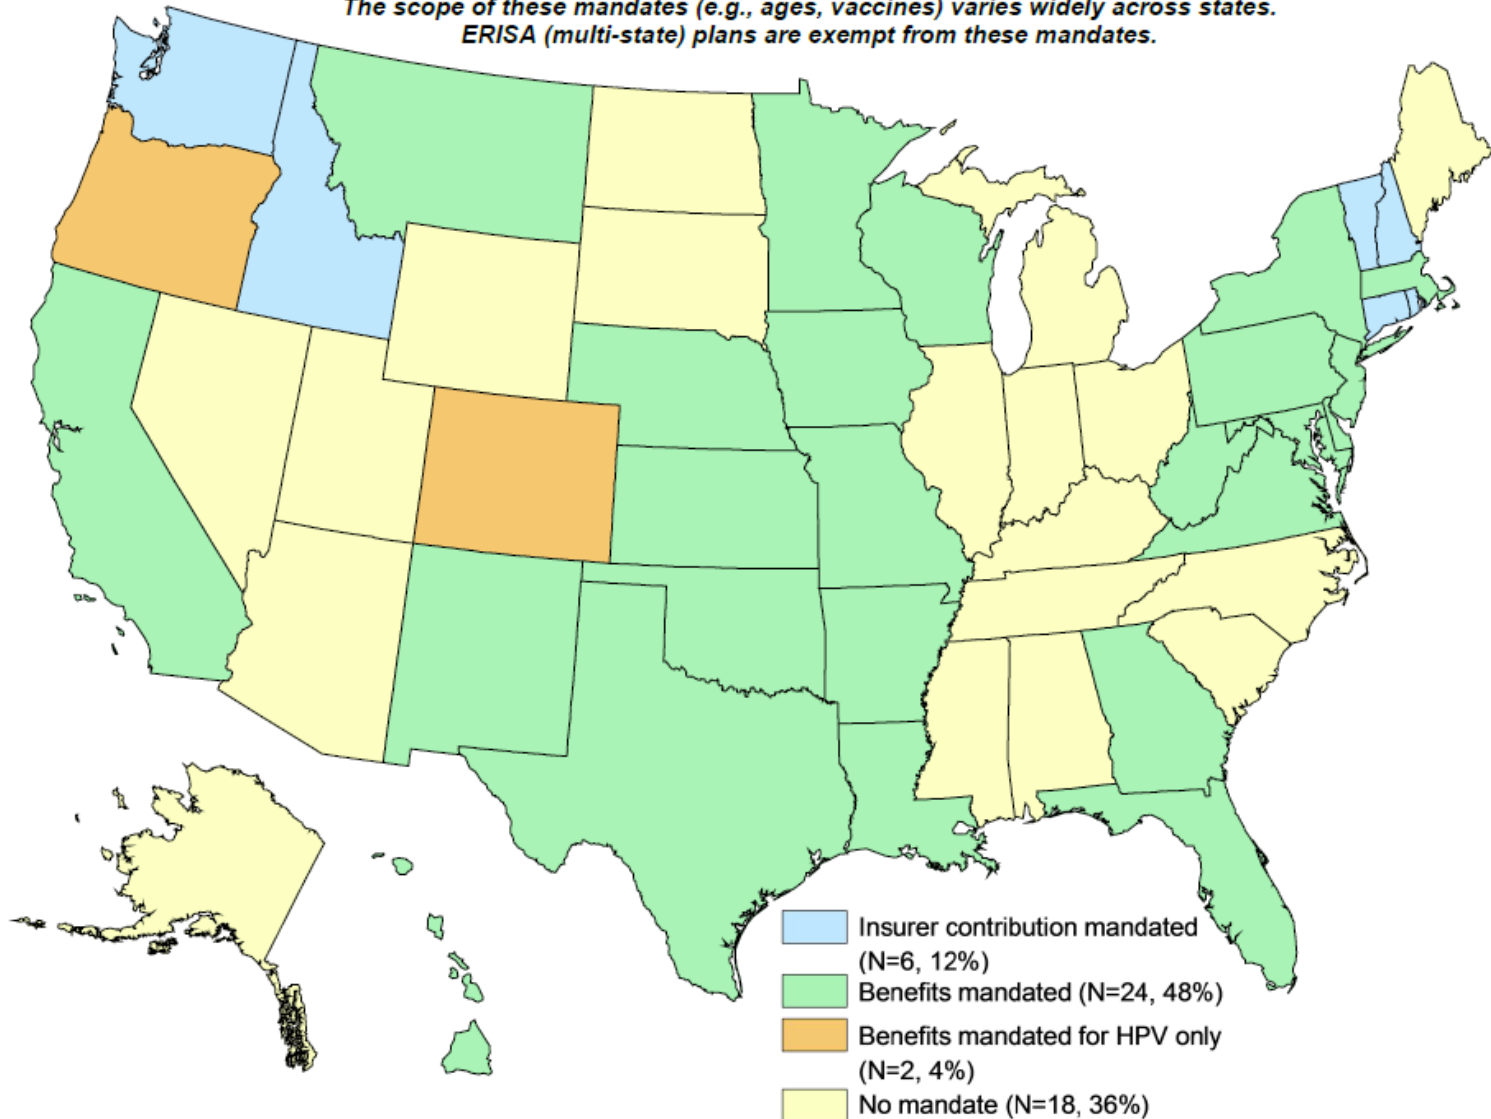 The scope of these mandates (e.g., ages, vaccines) varies widely across states.
ERISA (multi-state) plans are exempt from these mandates.
Insurer contribution mandated
(N=6, 12%)
Benefits mandated (N=24, 48%)
Benefits mandated for HPV only
(N=2, 4%)
No mandate (N=18, 36%)